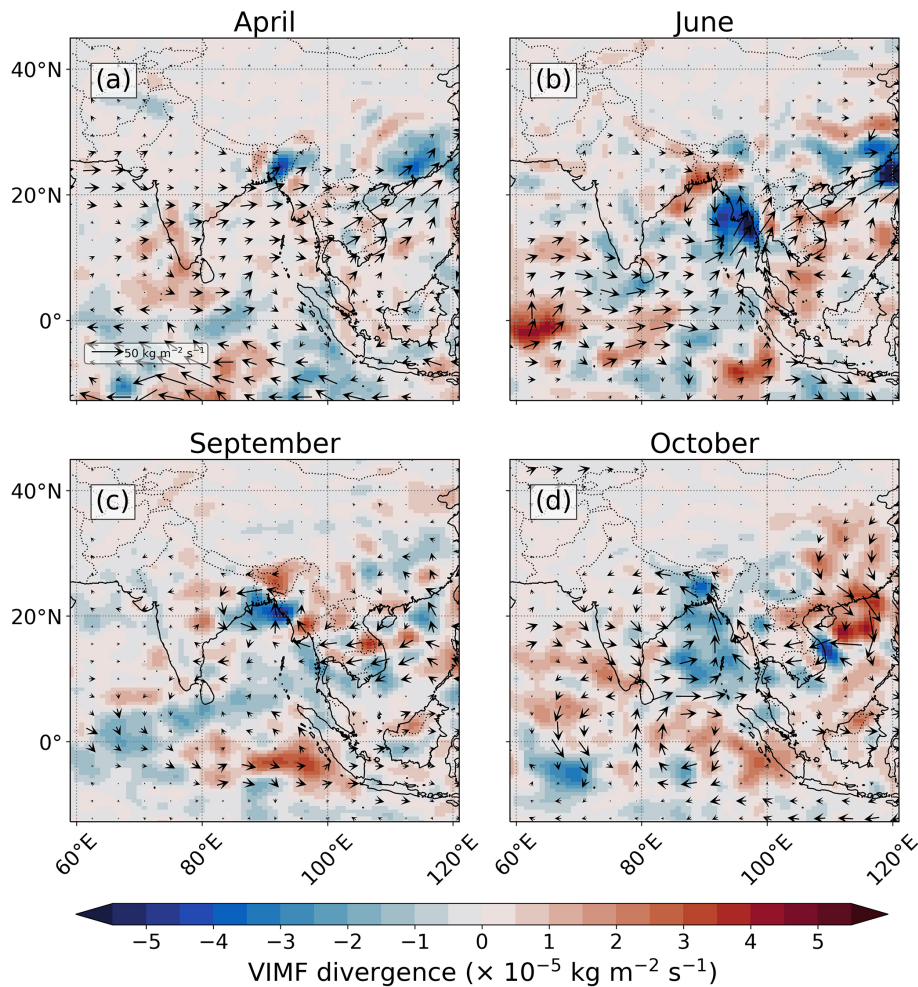 April
June
40°N
(a)
(b)
20°N
0°
50 kg m⁻² s⁻¹
September
October
40°N
(c)
(d)
20°N
0°
60°E
80°E
100°E
120°E
60°E
80°E
100°E
120°E
−5
−4
−3
−2
−1
0
1
2
3
4
5
VIMF divergence (× 10⁻⁵ kg m⁻² s⁻¹)